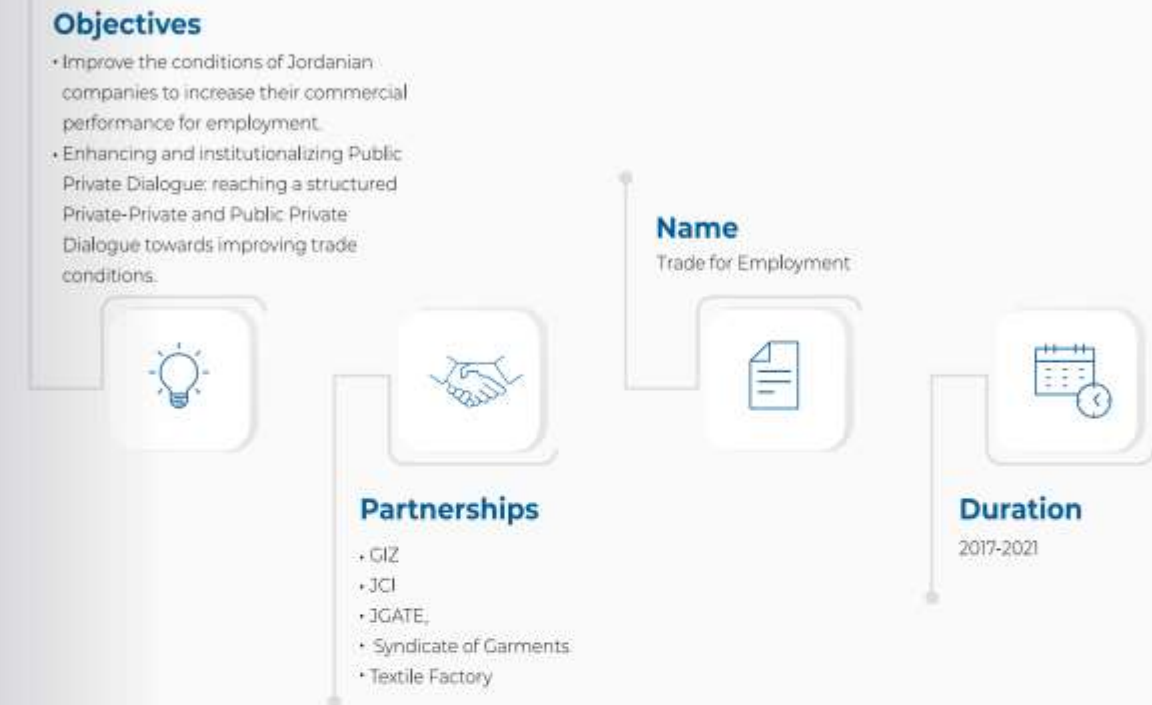 Objectives
• Improve the conditions of Jordanian
companies to increase their commercial
performance for employment.
• Enhancing and institutionalizing Public
Private Dialogue: reaching a structured
Private-Private and Public Private
Dialogue towards improving trade
conditions.
Partnerships
• GIZ
• JCI
• JGATE,
• Syndicate of Garments
• Textile Factory
Name
Trade for Employment
Duration
2017-2021